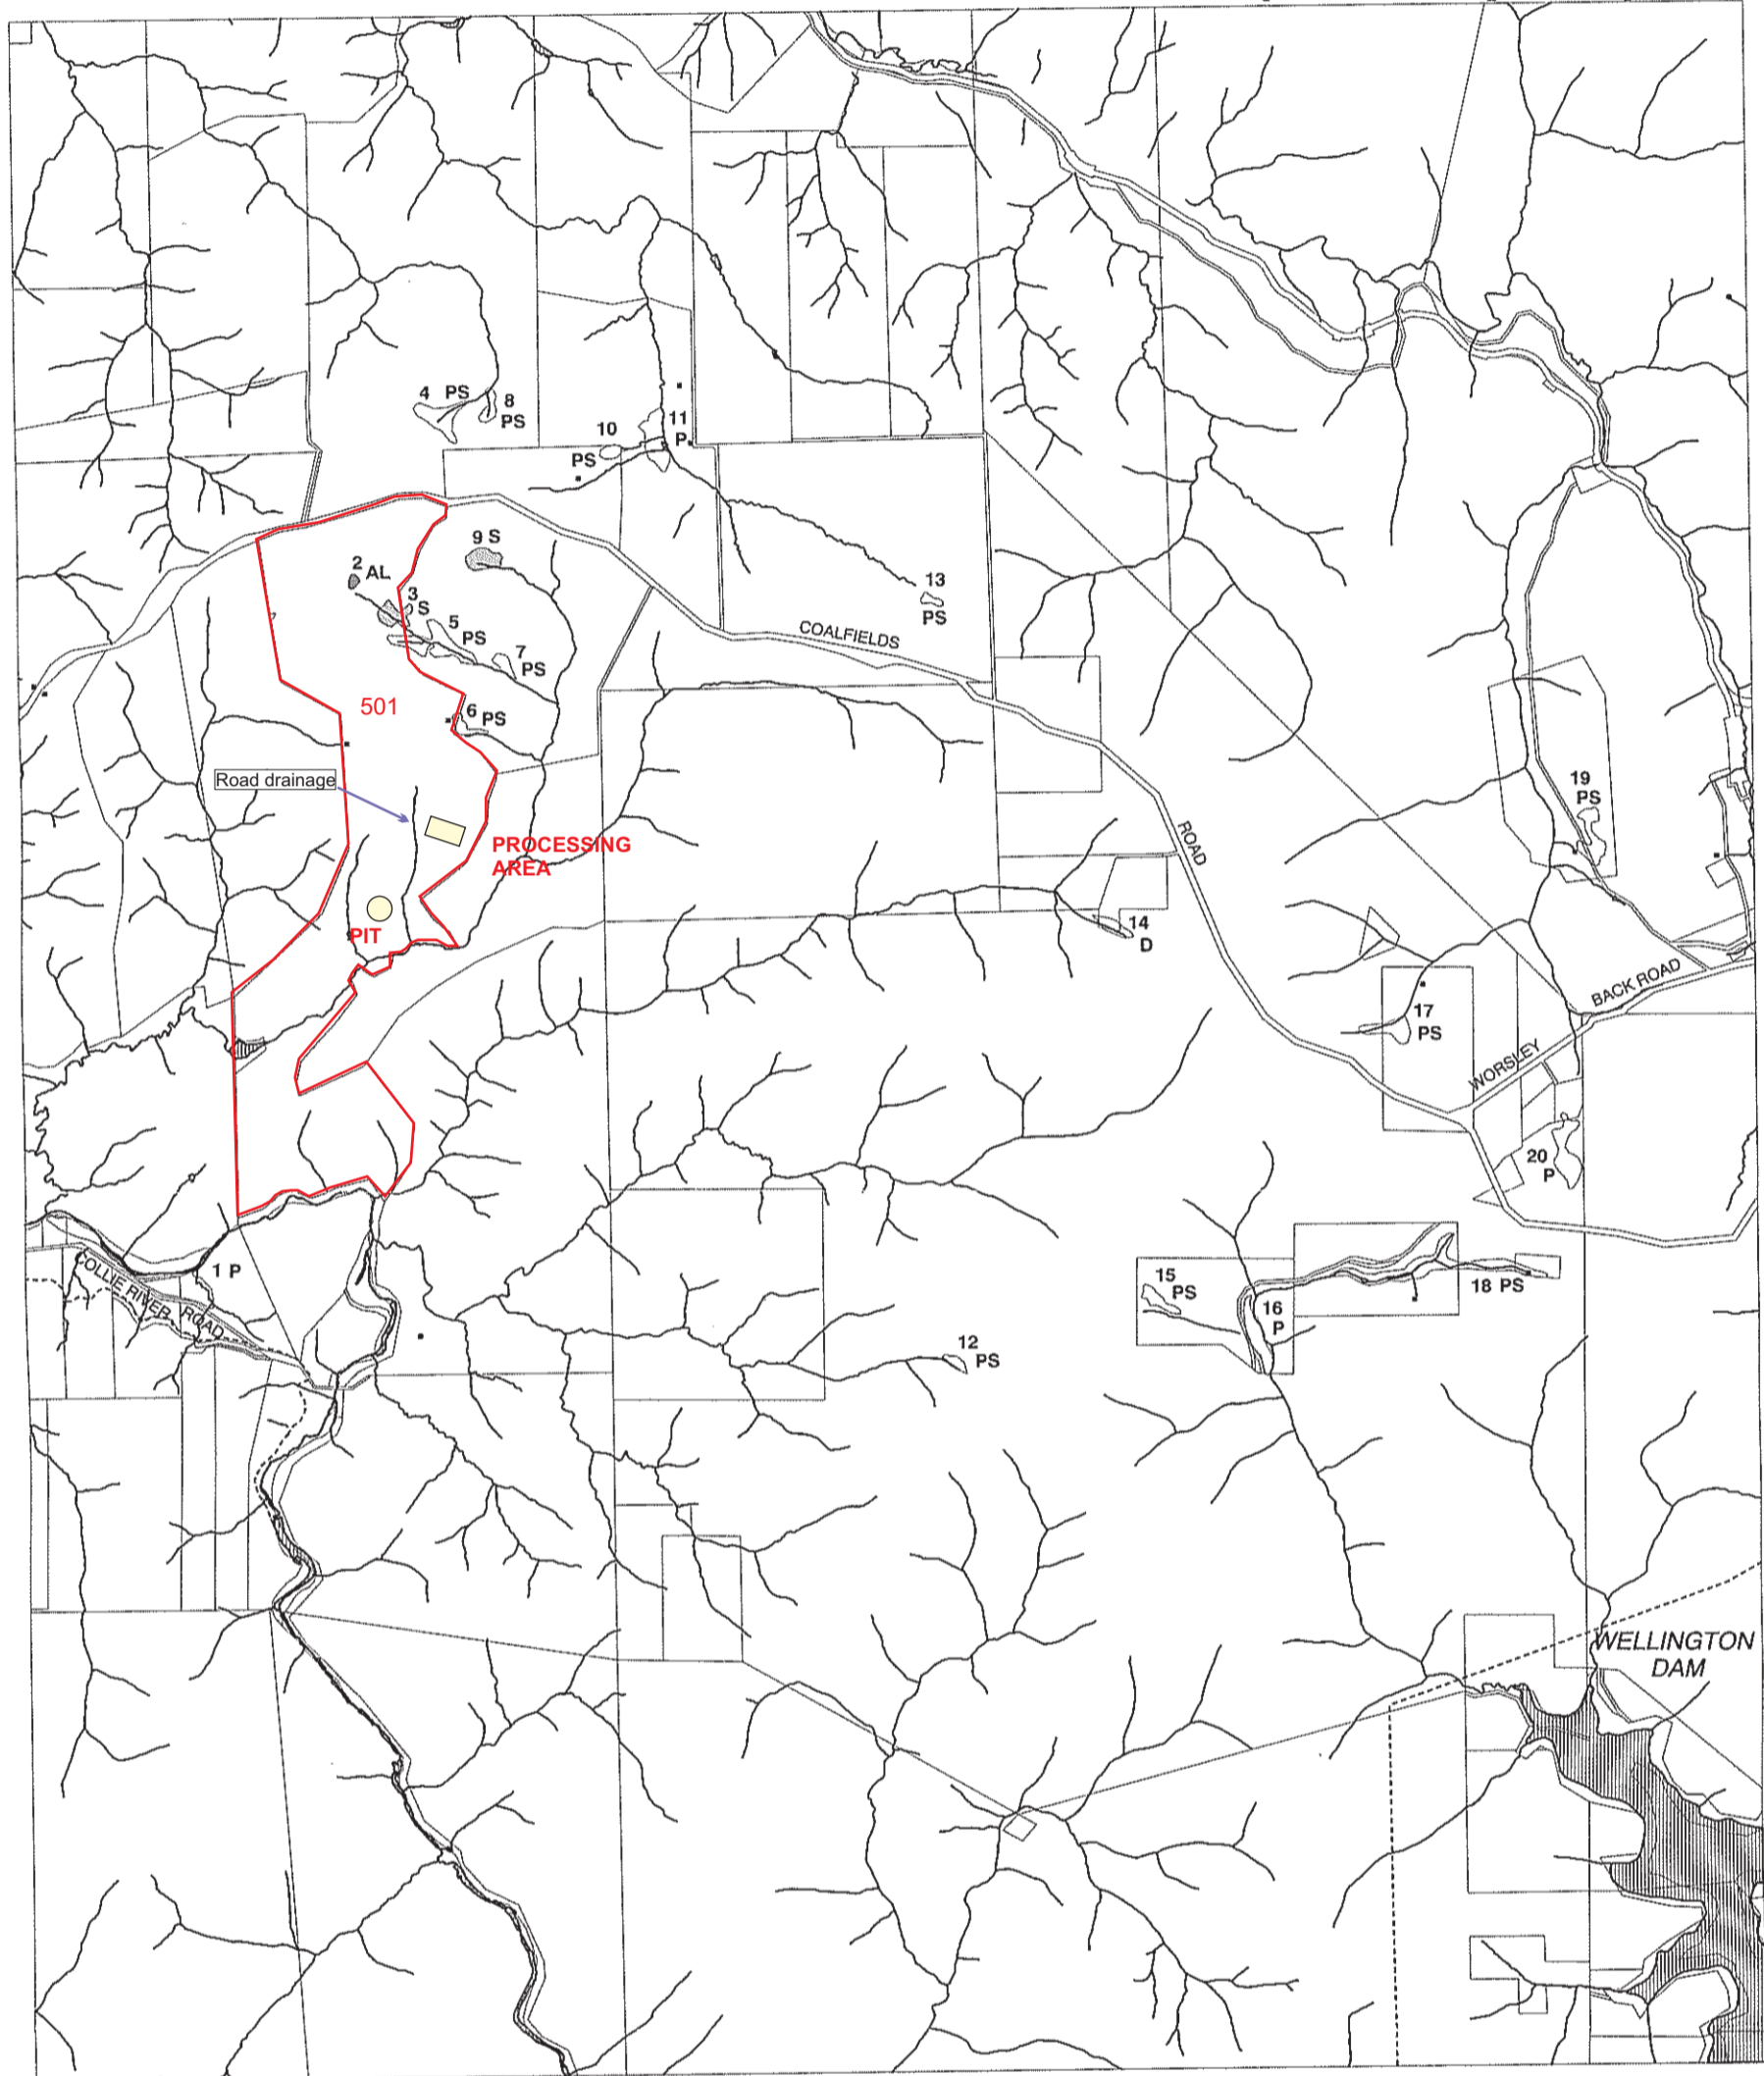 4 PS
8
PS
10
PS
11
P
9 S
2 AL
3
S
5
PS
7
PS
13
PS
COALFIELDS
501
6 PS
Road drainage
PROCESSING
AREA
PIT
ROAD
19
PS
14
D
BACK ROAD
17
PS
WORSLEY
20
P
1 P
COLLIE RIVER ROAD
15
PS
16
P
18 PS
12
PS
WELLINGTON
DAM